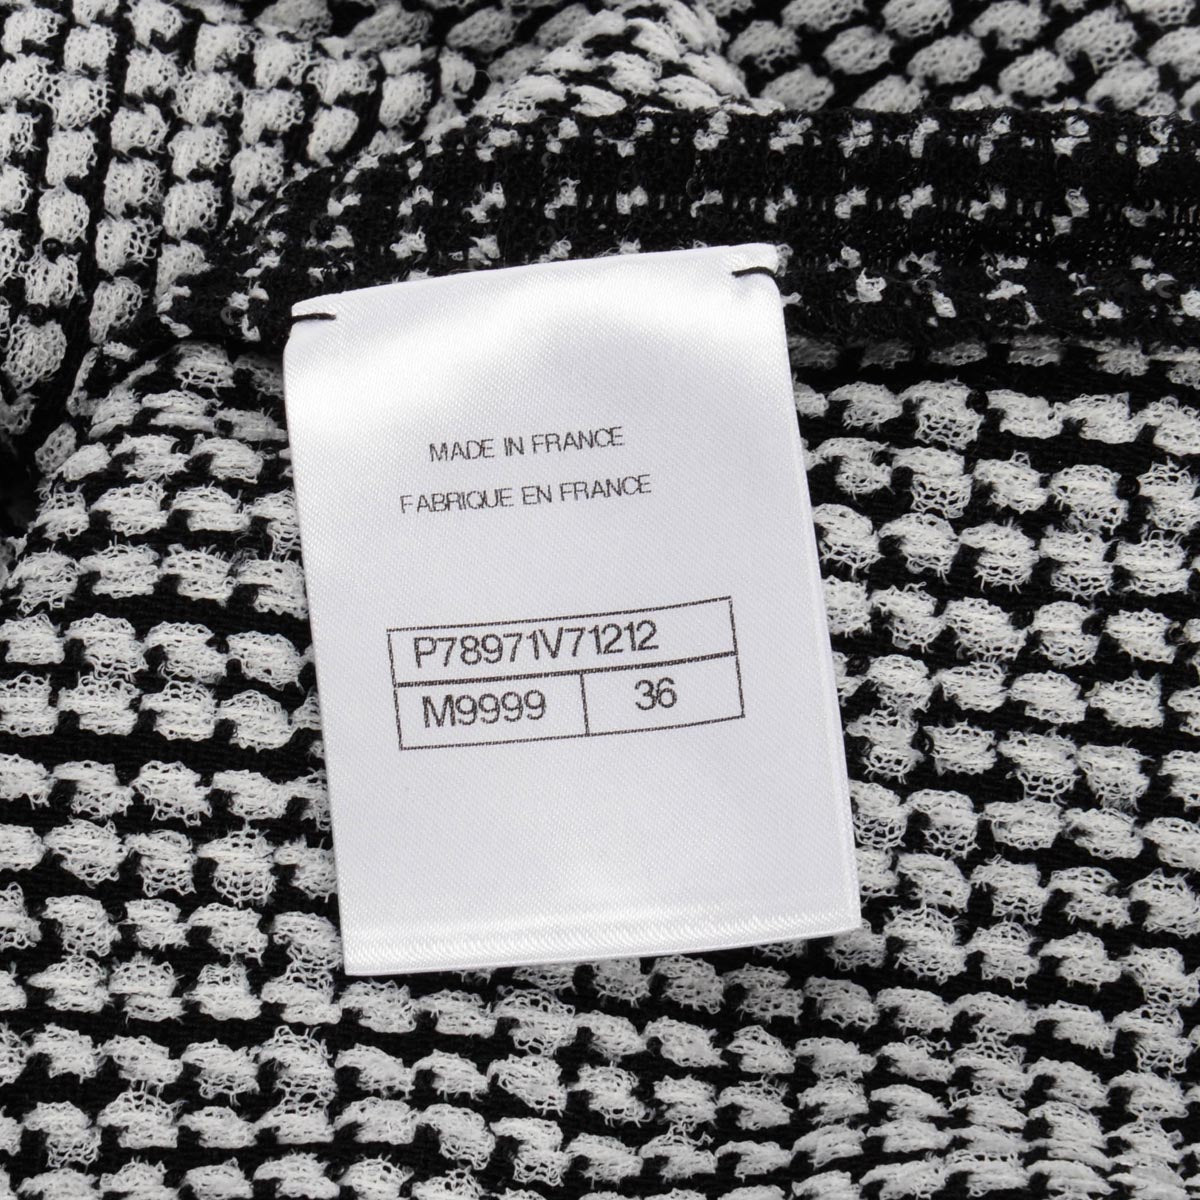 MADE IN FRANCE
FABRIQUE EN FRANCE
P78971V71212
M9999 36